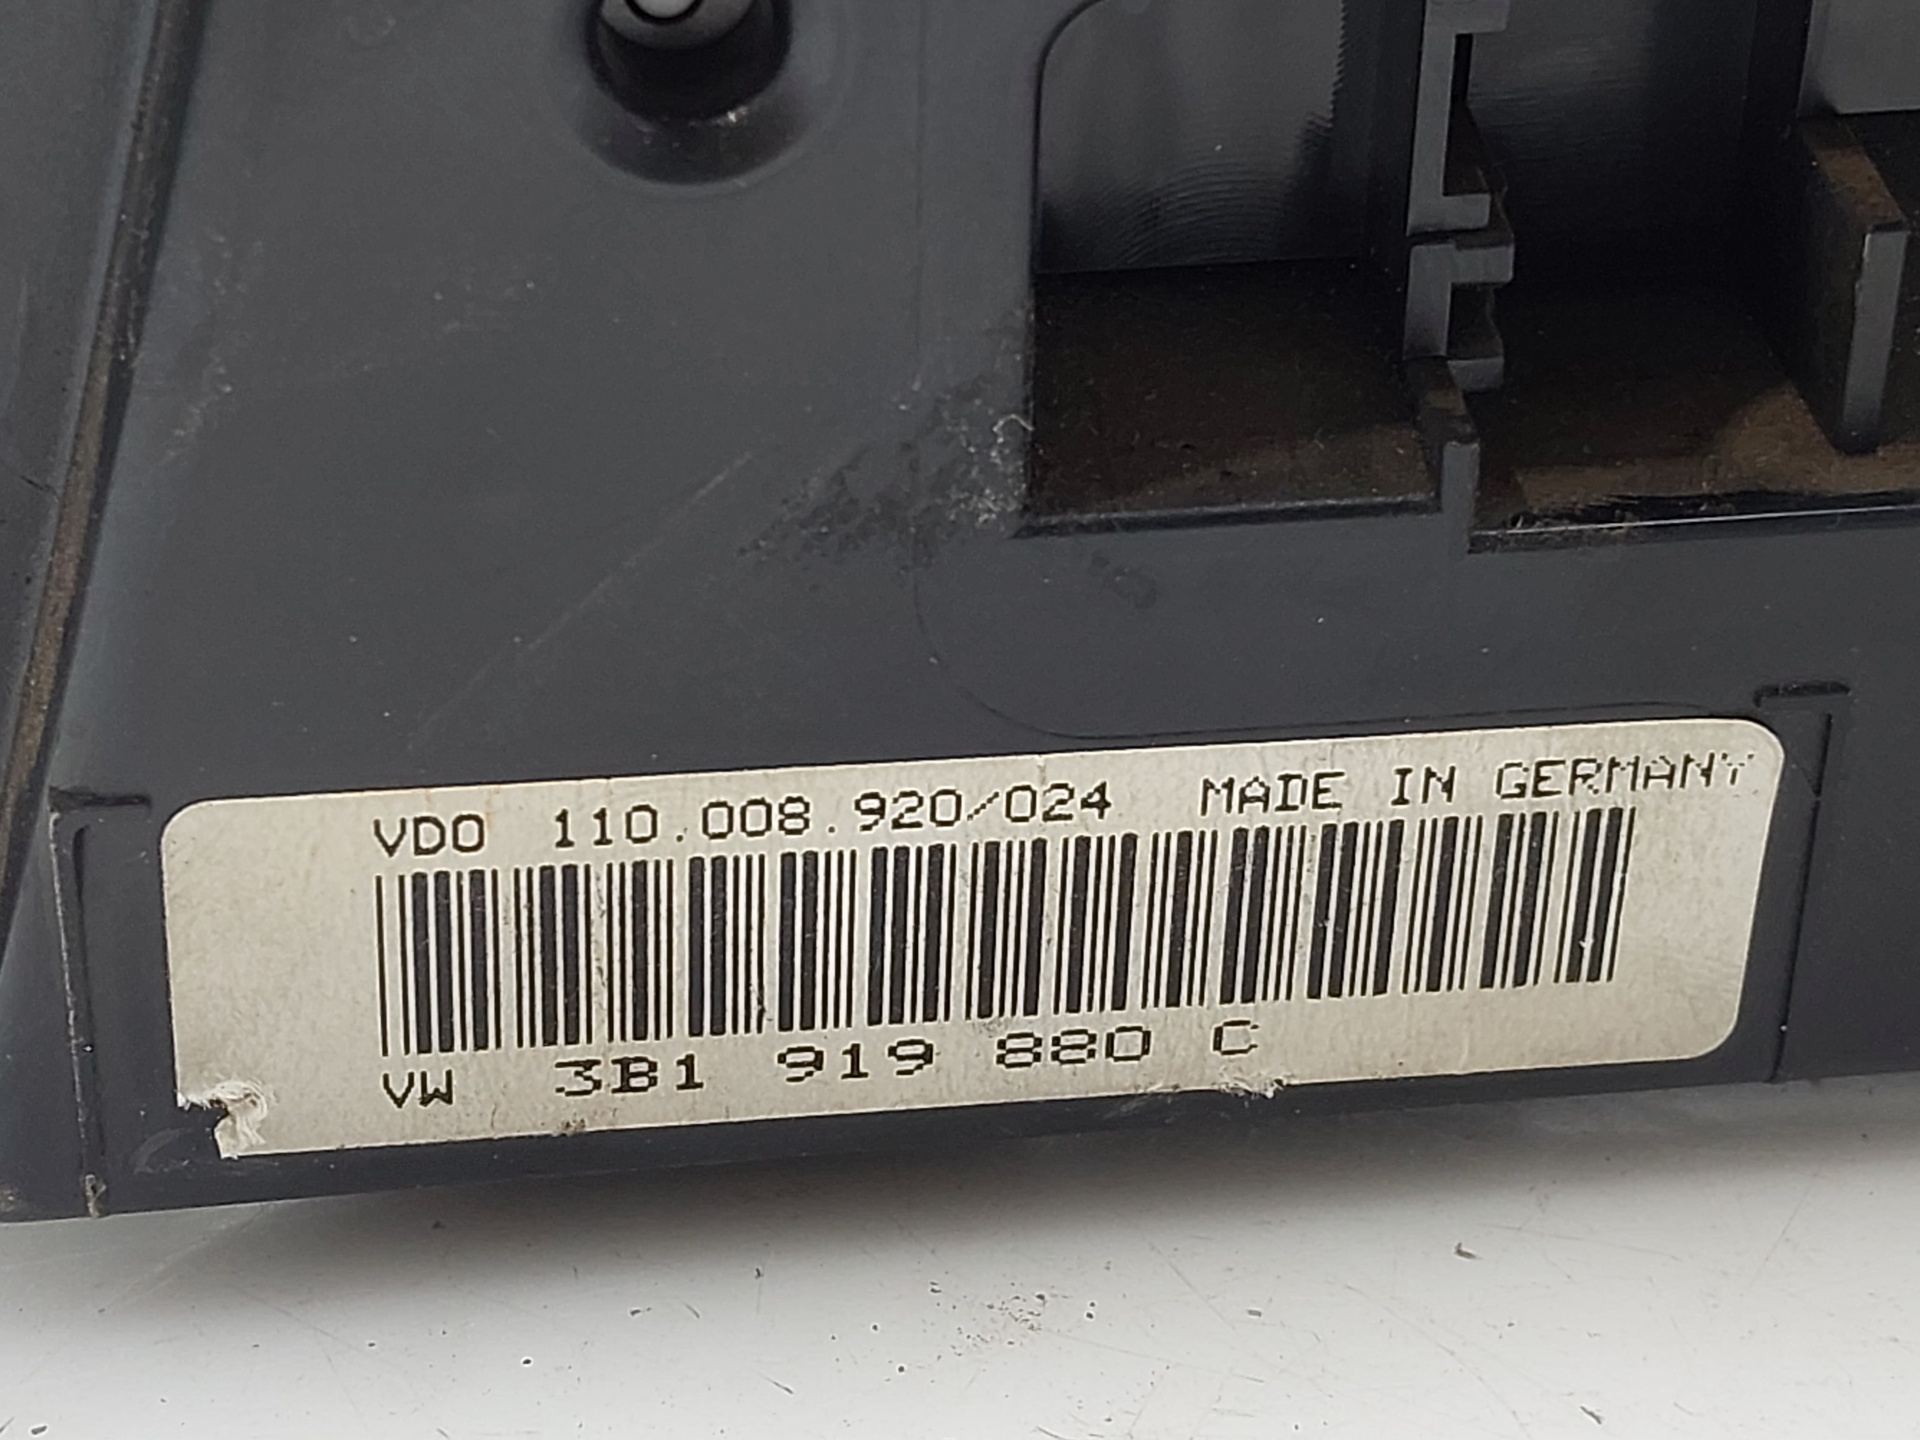 VDO 110.008.920/024 MADE IN GERMANY
VW 3B1 919 880 C